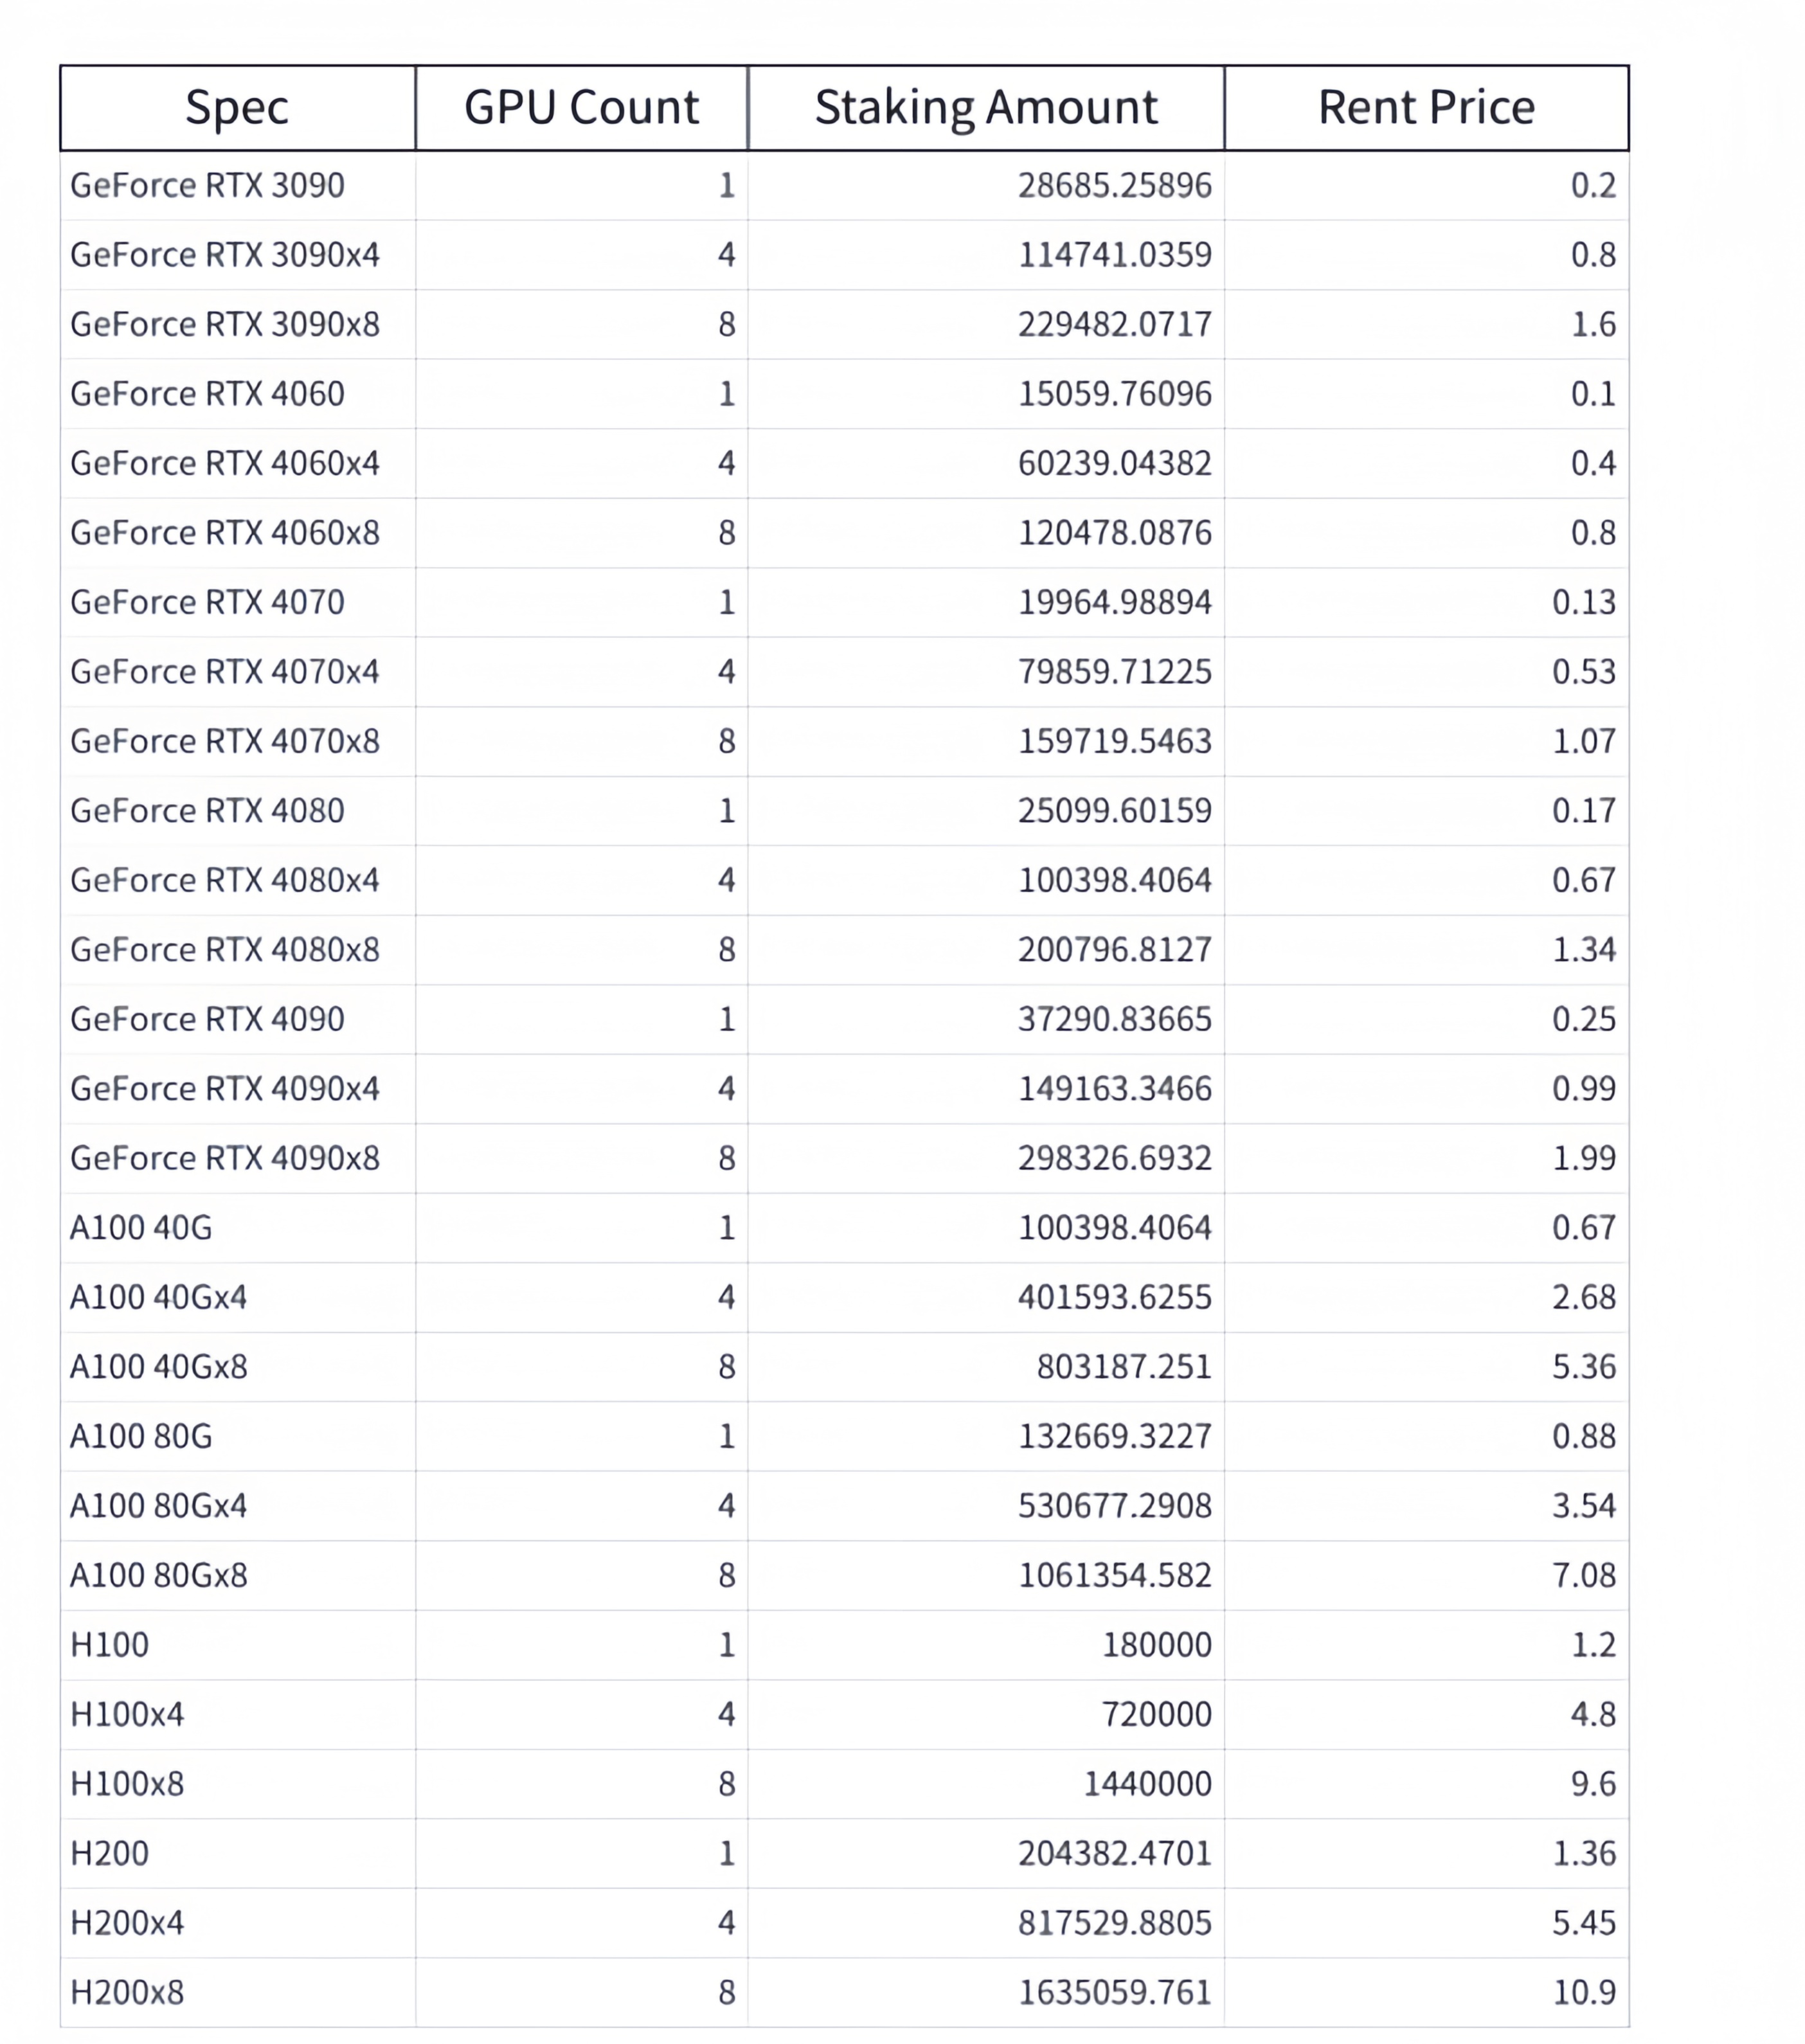 Spec GPU Count Staking Amount Rent Price
GeForce RTX 3090 1 28685.25896 0.2
GeForce RTX 3090x4 4 114741.0359 0.8
GeForce RTX 3090x8 8 229482.0717 1.6
GeForce RTX 4060 1 15059.76096 0.1
GeForce RTX 4060x4 4 60239.04382 0.4
GeForce RTX 4060x8 8 120478.0876 0.8
GeForce RTX 4070 1 19964.98894 0.13
GeForce RTX 4070x4 4 79859.71225 0.53
GeForce RTX 4070x8 8 159719.5463 1.07
GeForce RTX 4080 1 25099.60159 0.17
GeForce RTX 4080x4 4 100398.4064 0.67
GeForce RTX 4080x8 8 200796.8127 1.34
GeForce RTX 4090 1 37290.83665 0.25
GeForce RTX 4090x4 4 149163.3466 0.99
GeForce RTX 4090x8 8 298326.6932 1.99
A100 40G 1 100398.4064 0.67
A100 40Gx4 4 401593.6255 2.68
A100 40Gx8 8 803187.251 5.36
A100 80G 1 132669.3227 0.88
A100 80Gx4 4 530677.2908 3.54
A100 80Gx8 8 1061354.582 7.08
H100 1 180000 1.2
H100x4 4 720000 4.8
H100x8 8 1440000 9.6
H200 1 204382.4701 1.36
H200x4 4 817529.8805 5.45
H200x8 8 1635059.761 10.9